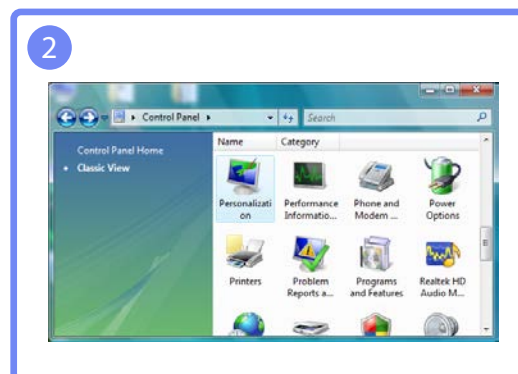 2
Control Panel
Search
Control Panel Home
Classic View
Name Category
Personalizati
on
Performance
Informatio...
Phone and
Modem ...
Power
Options
Printers
Problem
Reports a...
Programs
and Features
Realtek HD
Audio M...